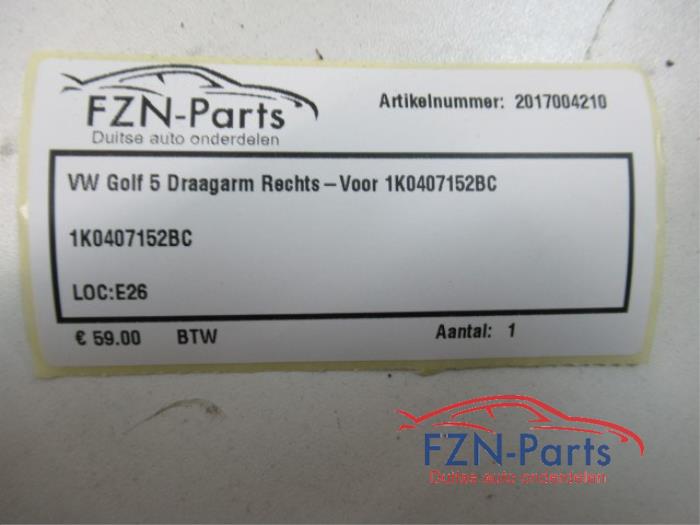 FZN-Parts
Duitse auto onderdelen
Artikelnummer: 2017004210
VW Golf 5 Draagarm Rechts-Voor 1K0407152BC
1K0407152BC
LOC:E26
€ 59.00 BTW Aantal: 1
FZN-Parts
Duitse auto onderdelen